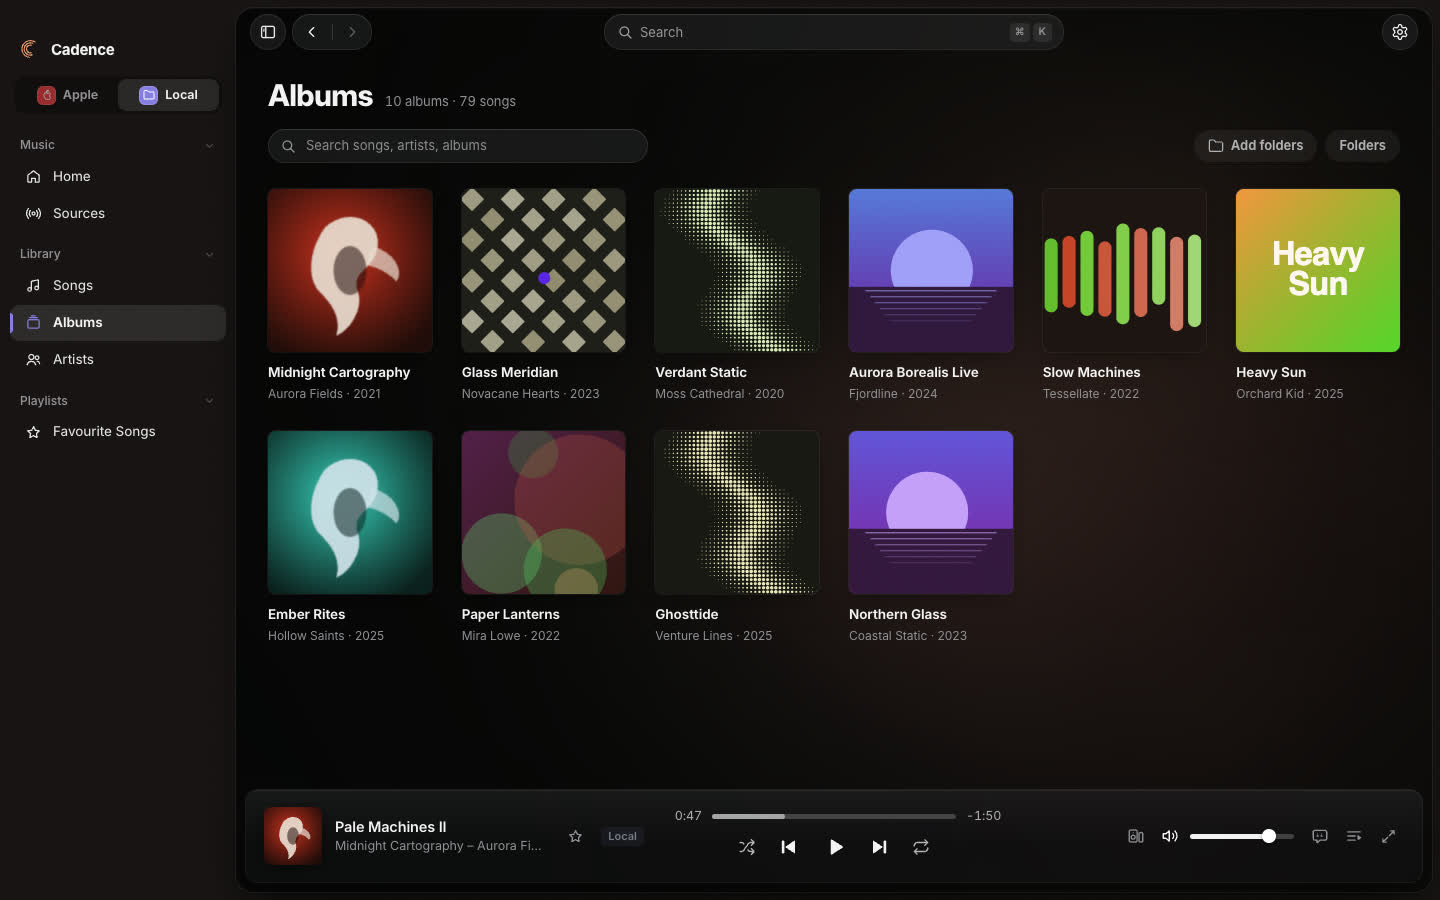 Cadence
Apple
Local
Music
Home
Sources
Library
Songs
Albums
Artists
Playlists
Favourite Songs
Search
⌘ K
Albums
10 albums · 79 songs
Search songs, artists, albums
Add folders
Folders
Heavy
Sun
Midnight Cartography
Aurora Fields · 2021
Glass Meridian
Novacane Hearts · 2023
Verdant Static
Moss Cathedral · 2020
Aurora Borealis Live
Fjordline · 2024
Slow Machines
Tessellate · 2022
Heavy Sun
Orchard Kid · 2025
Ember Rites
Hollow Saints · 2025
Paper Lanterns
Mira Lowe · 2022
Ghosttide
Venture Lines · 2025
Northern Glass
Coastal Static · 2023
Pale Machines II
Midnight Cartography – Aurora Fi...
Local
0:47
-1:50